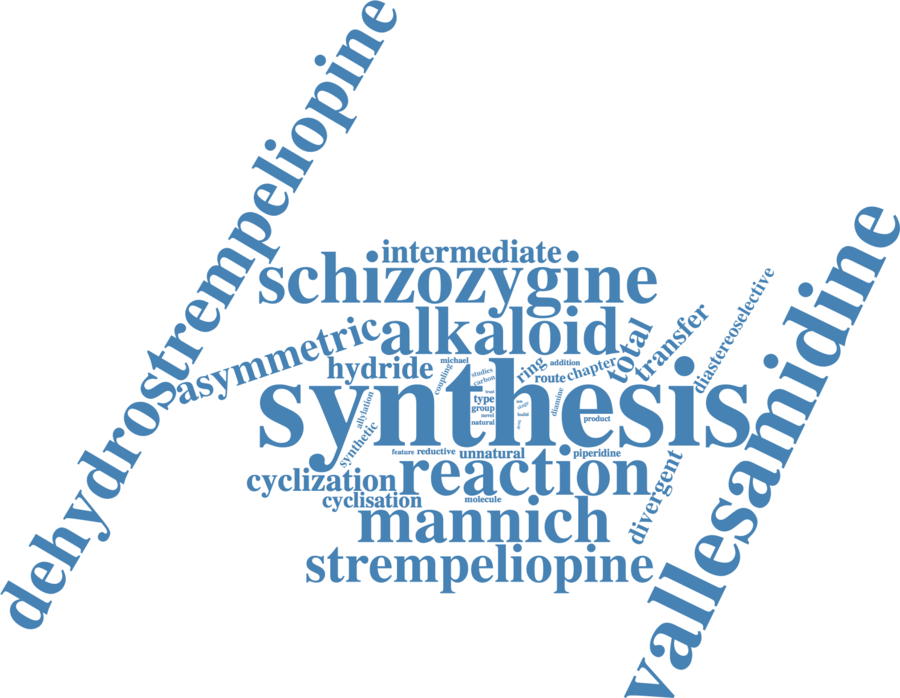 dehydrostrempeliopine
intermediate
schizozygine
vallesamidine
asymmetric
alkaloid
total
transfer
diastereoselective
hydride
michael
coupling
studies
carbon
ring
addition
route
chapter
synthesis
type
group
novel
natural
diamine
product
allylation
synthetic
feature
reductive
unnatural
piperidine
cyclization
reaction
cyclisation
molecule
divergent
mannich
strempeliopine